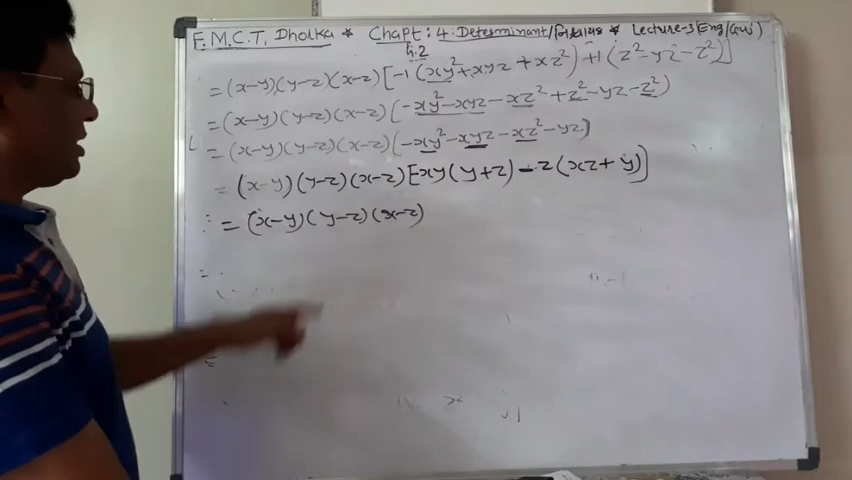 F.M.C.T, Dholka * Chapt: 4. Determinant/ * Lecture-3(Eng/Guj)
h.2
=(x-y)(y-z)(x-z)[-1(xy²+xyz+xz²)+1(z²-yz-z²)]
=(x-y)(y-z)(x-z)(-xy²-xyz-xz²+z²-yz-z²)
=(x-y)(y-z)(x-z)(-xy²-xyz-xz²-yz)
=(x-y)(y-z)(x-z)[xy(y+z)-z(xz+y)]
∴ =(x-y)(y-z)(x-z)